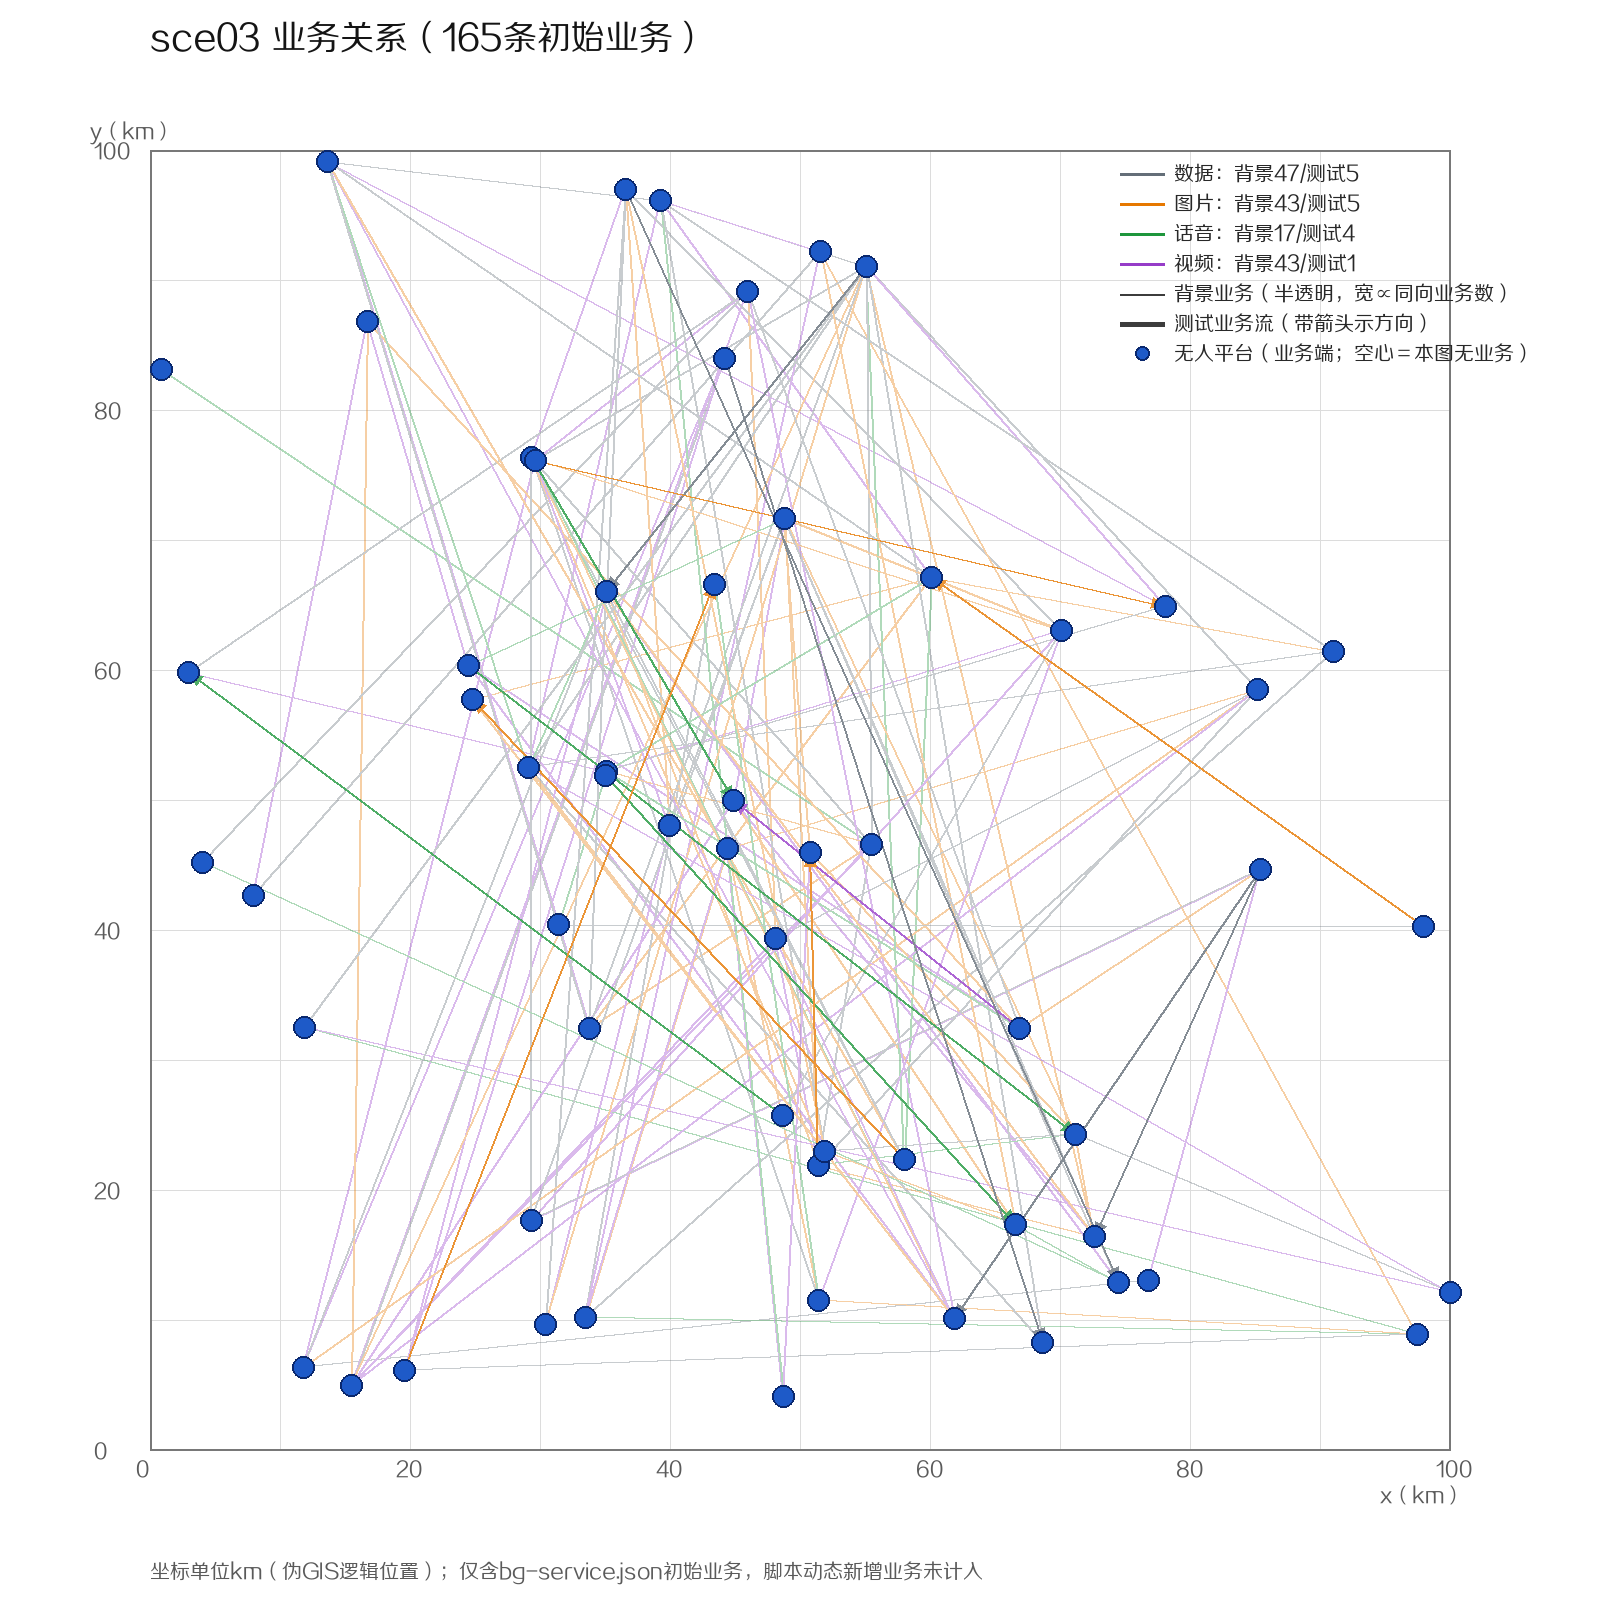 sce03 业务关系（165条初始业务）
y（km）
100
80
60
40
20
0
数据：背景47/测试5
图片：背景43/测试5
话音：背景17/测试4
视频：背景43/测试1
背景业务（半透明，宽∝同向业务数）
测试业务流（带箭头示方向）
无人平台（业务端；空心＝本图无业务）
0 20 40 60 80 100
x（km）
坐标单位km（伪GIS逻辑位置）；仅含bg-service.json初始业务，脚本动态新增业务未计入